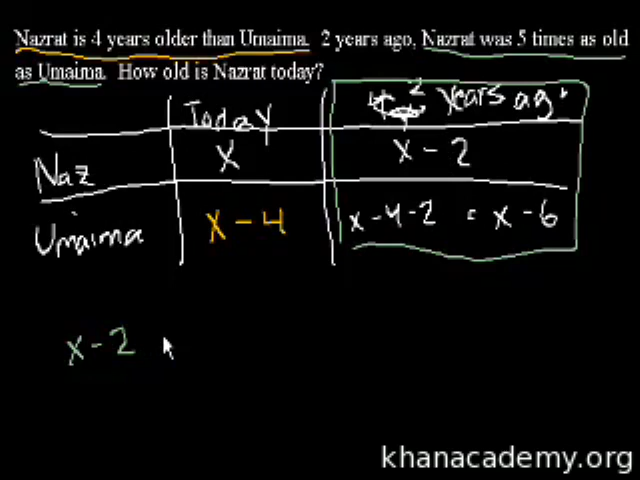 Nazrat is 4 years older than Umaima. 2 years ago, Nazrat was 5 times as old
as Umaima. How old is Nazrat today?
Today 2 years ago
Naz x x - 2
Umaima x - 4 x - 4 - 2 = x - 6
x - 2
khanacademy.org